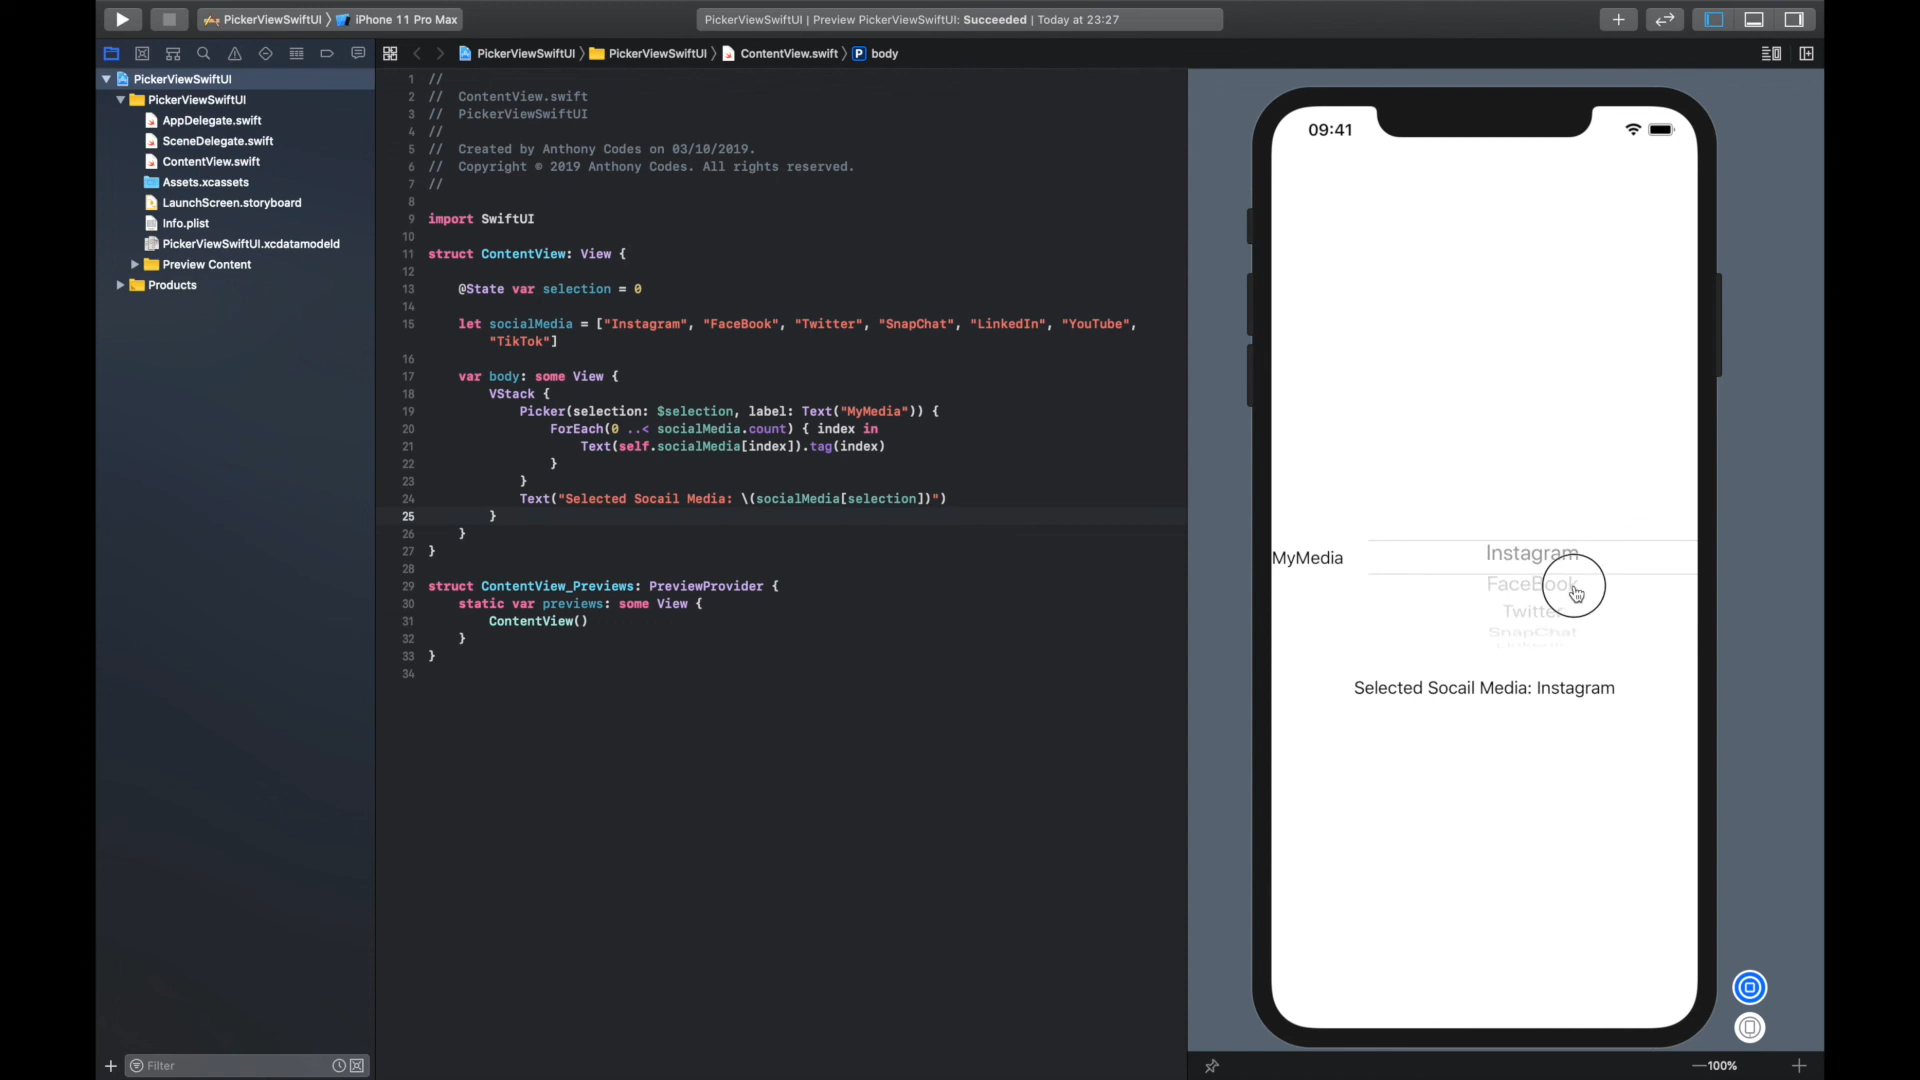 PickerViewSwiftUI 〉 iPhone 11 Pro Max
PickerViewSwiftUI | Preview PickerViewSwiftUI: Succeeded | Today at 23:27
PickerViewSwiftUI 〉 PickerViewSwiftUI 〉 ContentView.swift 〉 P body
PickerViewSwiftUI
PickerViewSwiftUI
AppDelegate.swift
SceneDelegate.swift
ContentView.swift
Assets.xcassets
LaunchScreen.storyboard
Info.plist
PickerViewSwiftUI.xcdatamodeld
Preview Content
Products
Filter
1 //
2 //  ContentView.swift
3 //  PickerViewSwiftUI
4 //
5 //  Created by Anthony Codes on 03/10/2019.
6 //  Copyright © 2019 Anthony Codes. All rights reserved.
7 //
8
9 import SwiftUI
10
11 struct ContentView: View {
12
13     @State var selection = 0
14
15     let socialMedia = ["Instagram", "FaceBook", "Twitter", "SnapChat", "LinkedIn", "YouTube",
"TikTok"]
16
17     var body: some View {
18         VStack {
19             Picker(selection: $selection, label: Text("MyMedia")) {
20                 ForEach(0 ..< socialMedia.count) { index in
21                     Text(self.socialMedia[index]).tag(index)
22                 }
23             }
24             Text("Selected Socail Media: \(socialMedia[selection])")
25         }
26     }
27 }
28
29 struct ContentView_Previews: PreviewProvider {
30     static var previews: some View {
31         ContentView()
32     }
33 }
34
09:41
MyMedia
Instagram
FaceBook
Twitter
SnapChat
Selected Socail Media: Instagram
100%